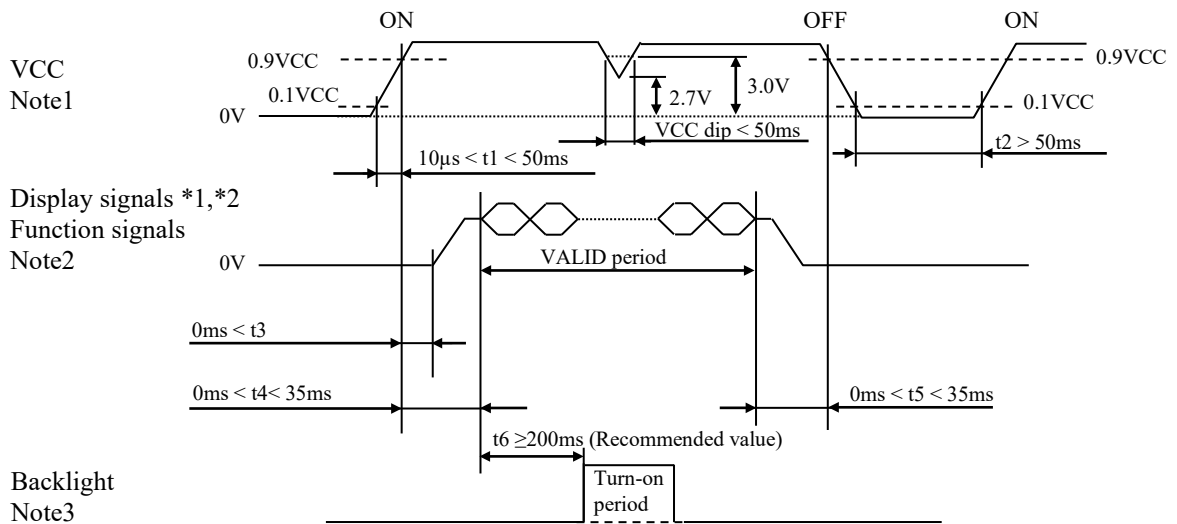 ON OFF ON
VCC
Note1
0.9VCC
0.9VCC
0.1VCC
0.1VCC
0V
2.7V
3.0V
VCC dip < 50ms
t2 > 50ms
10µs < t1 < 50ms
Display signals *1,*2
Function signals
Note2
0V
VALID period
0ms < t3
0ms < t4< 35ms
0ms < t5 < 35ms
t6 ≥200ms (Recommended value)
Backlight
Note3
Turn-on
period